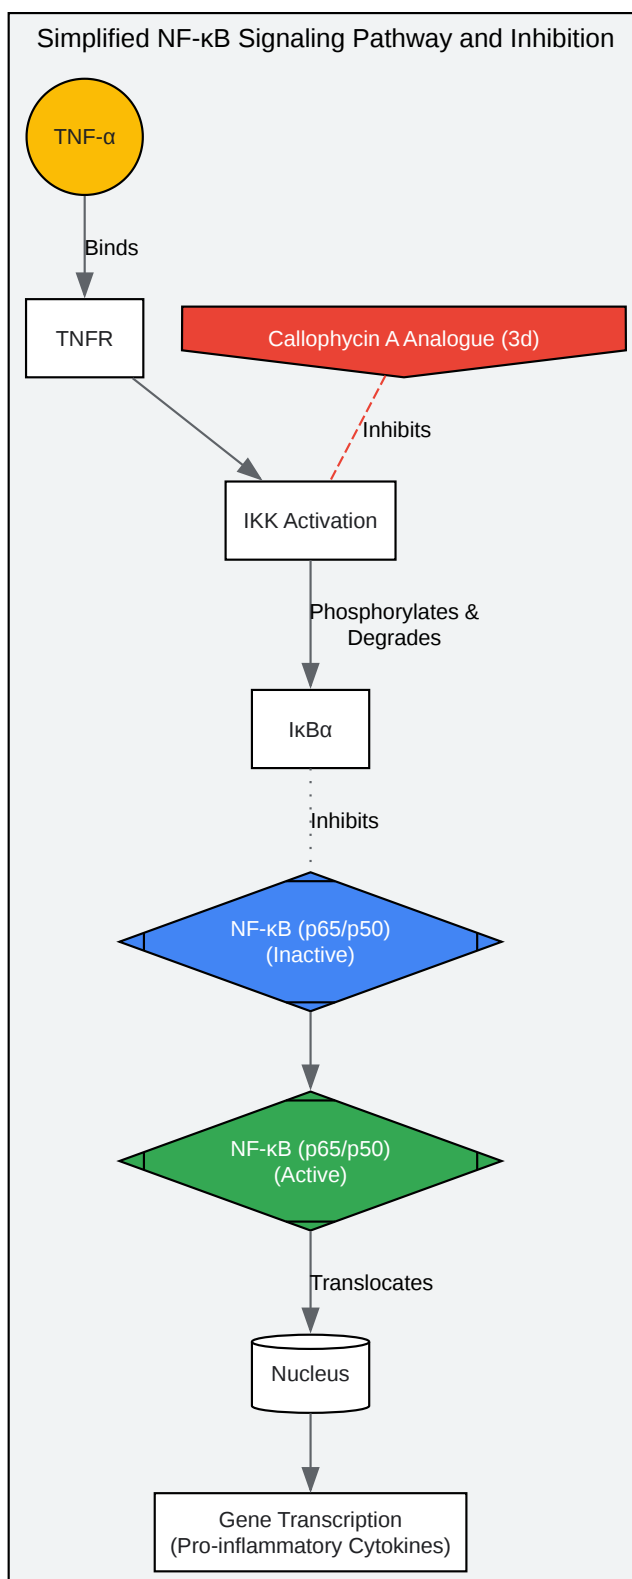 Simplified NF-κB Signaling Pathway and Inhibition
TNF-α
Binds
TNFR
Callophycin A Analogue (3d)
Inhibits
IKK Activation
Phosphorylates &
Degrades
IκBα
Inhibits
NF-κB (p65/p50)
(Inactive)
NF-κB (p65/p50)
(Active)
Translocates
Nucleus
Gene Transcription
(Pro-inflammatory Cytokines)